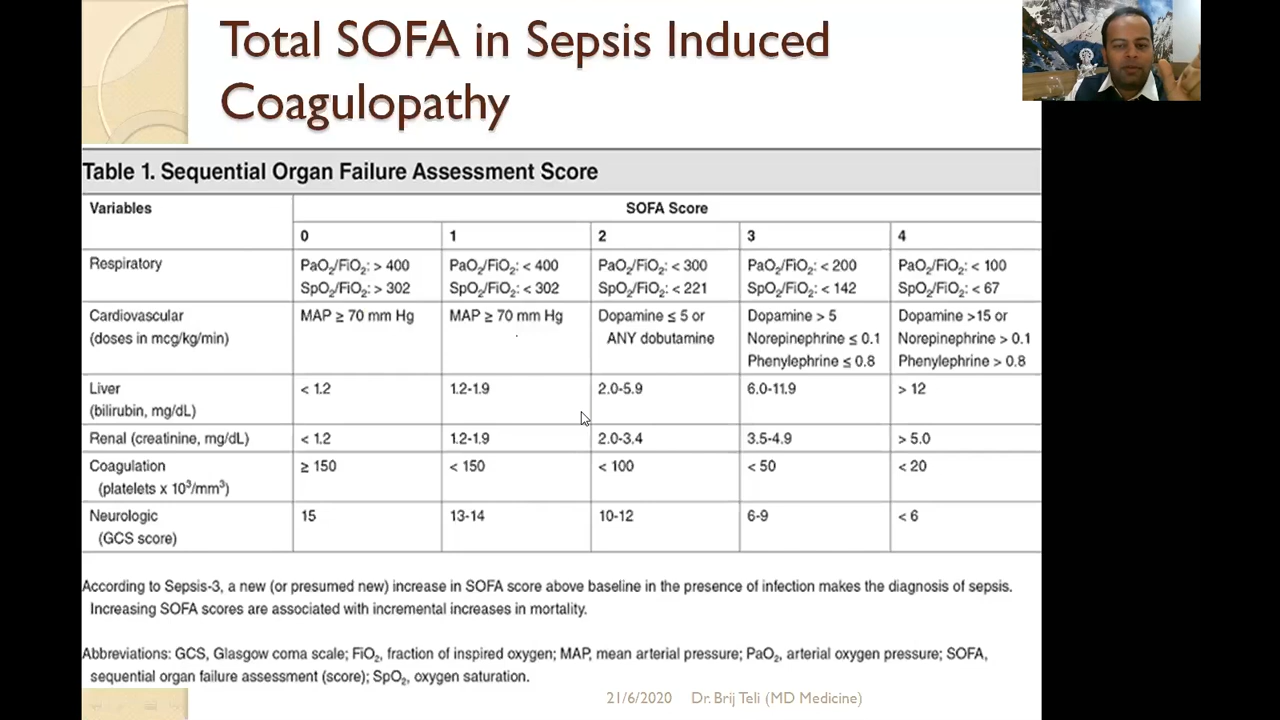 Total SOFA in Sepsis Induced
Coagulopathy
Table 1. Sequential Organ Failure Assessment Score
Variables SOFA Score
0 1 2 3 4
Respiratory PaO₂/FiO₂: > 400 PaO₂/FiO₂: < 400 PaO₂/FiO₂: < 300 PaO₂/FiO₂: < 200 PaO₂/FiO₂: < 100
SpO₂/FiO₂: > 302 SpO₂/FiO₂: < 302 SpO₂/FiO₂: < 221 SpO₂/FiO₂: < 142 SpO₂/FiO₂: < 67
Cardiovascular MAP ≥ 70 mm Hg MAP ≥ 70 mm Hg Dopamine ≤ 5 or Dopamine > 5 Dopamine >15 or
(doses in mcg/kg/min) ANY dobutamine Norepinephrine ≤ 0.1 Norepinephrine > 0.1
Phenylephrine ≤ 0.8 Phenylephrine > 0.8
Liver < 1.2 1.2-1.9 2.0-5.9 6.0-11.9 > 12
(bilirubin, mg/dL)
Renal (creatinine, mg/dL) < 1.2 1.2-1.9 2.0-3.4 3.5-4.9 > 5.0
Coagulation ≥ 150 < 150 < 100 < 50 < 20
(platelets x 10³/mm³)
Neurologic 15 13-14 10-12 6-9 < 6
(GCS score)
According to Sepsis-3, a new (or presumed new) increase in SOFA score above baseline in the presence of infection makes the diagnosis of sepsis.
Increasing SOFA scores are associated with incremental increases in mortality.
Abbreviations: GCS, Glasgow coma scale; FiO₂, fraction of inspired oxygen; MAP, mean arterial pressure; PaO₂, arterial oxygen pressure; SOFA,
sequential organ failure assessment (score); SpO₂, oxygen saturation.
21/6/2020 Dr. Brij Teli (MD Medicine)